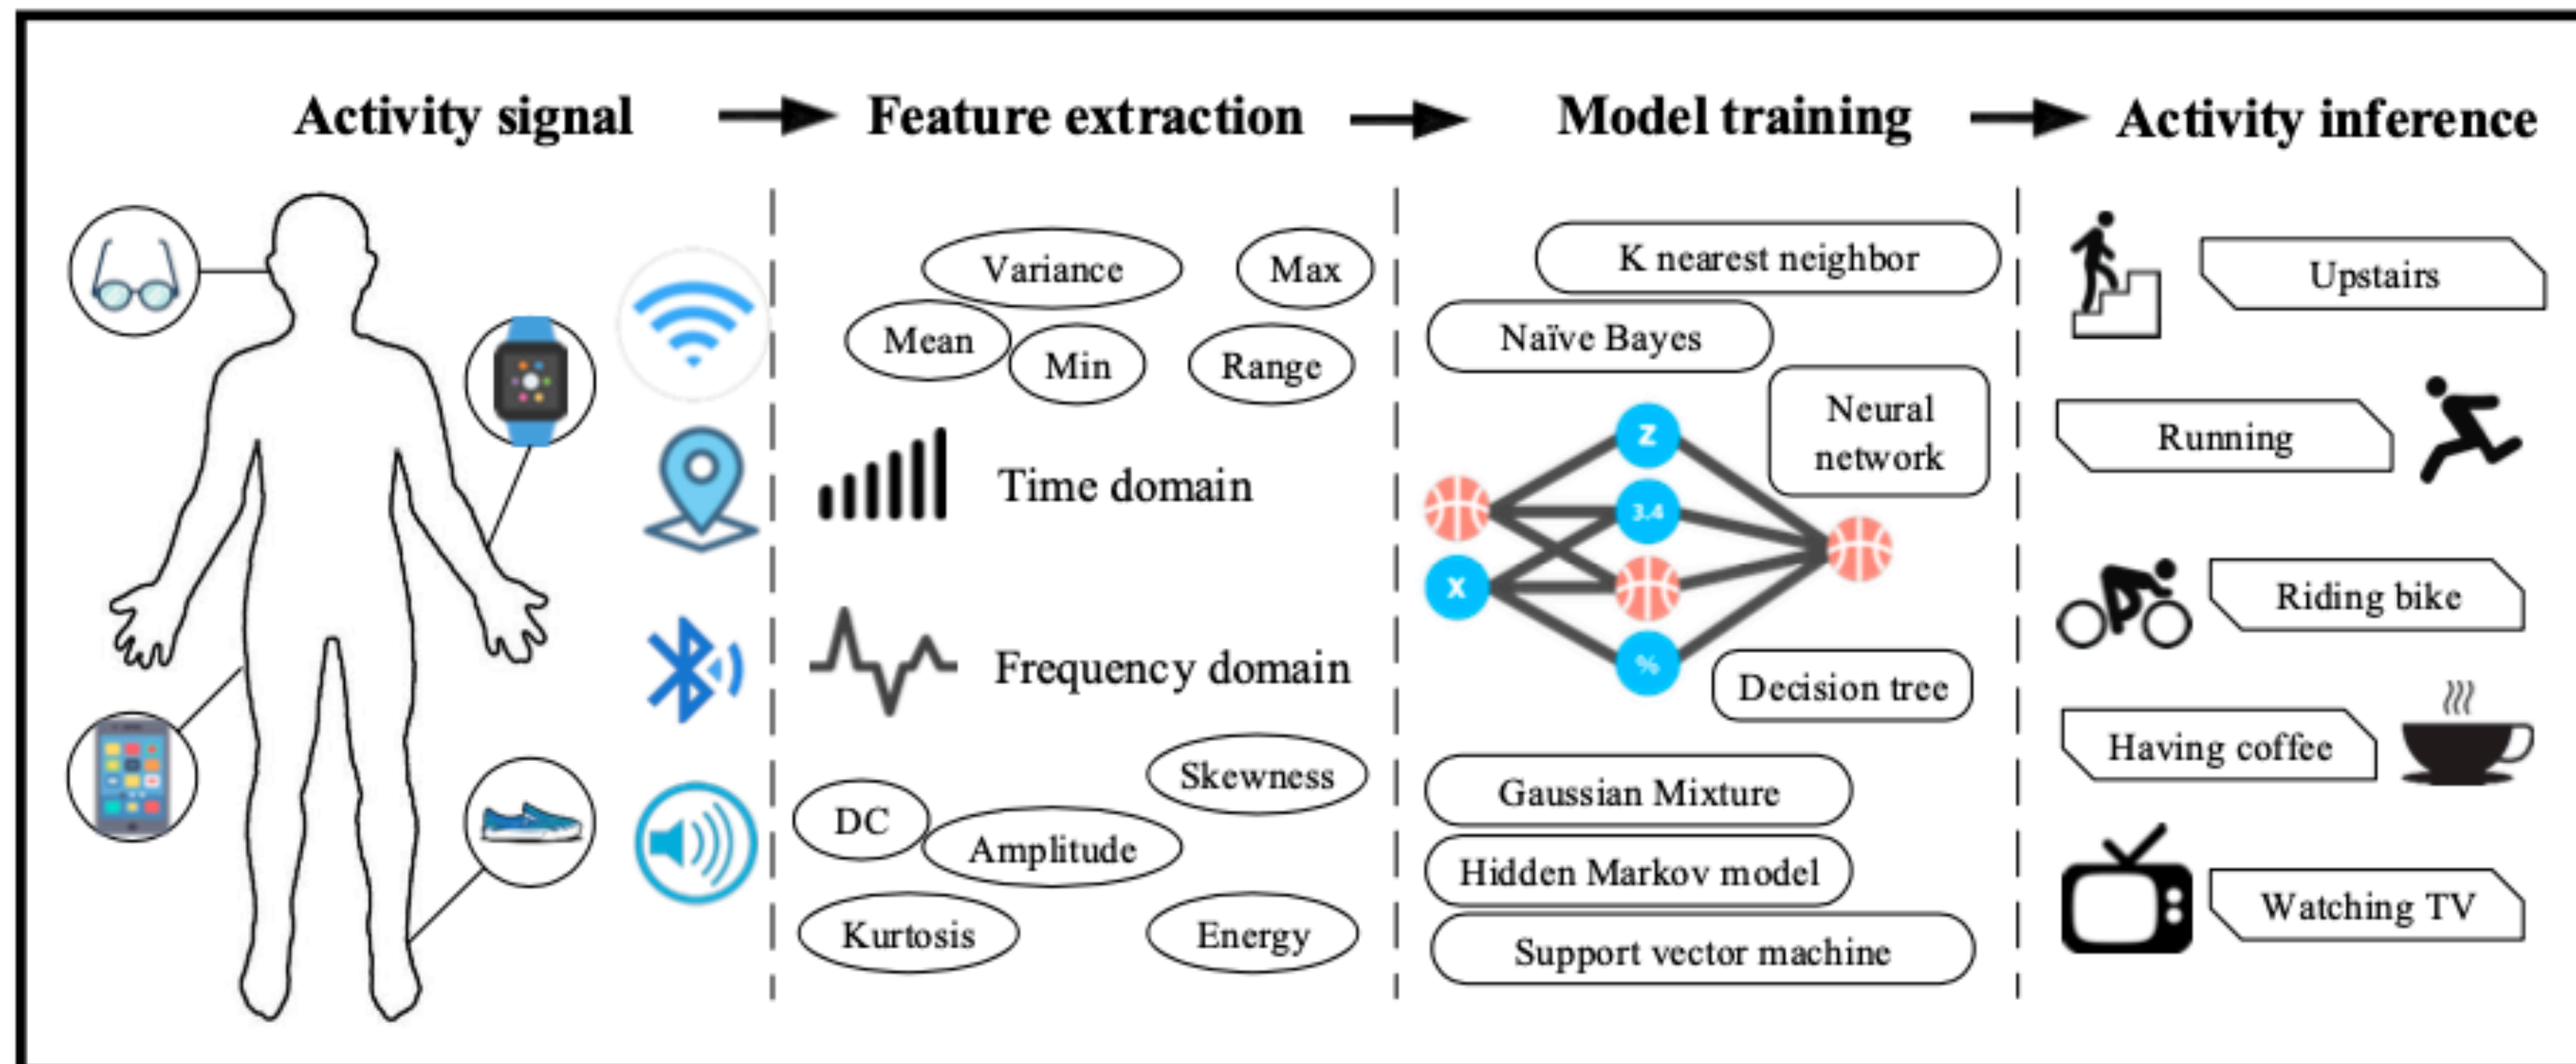 Activity signal
Feature extraction
Model training
Activity inference
Variance
Max
Mean
Min
Range
Time domain
Frequency domain
Skewness
DC
Amplitude
Kurtosis
Energy
K nearest neighbor
Naïve Bayes
Neural
network
Z
3.4
X
%
Decision tree
Gaussian Mixture
Hidden Markov model
Support vector machine
Upstairs
Running
Riding bike
Having coffee
Watching TV